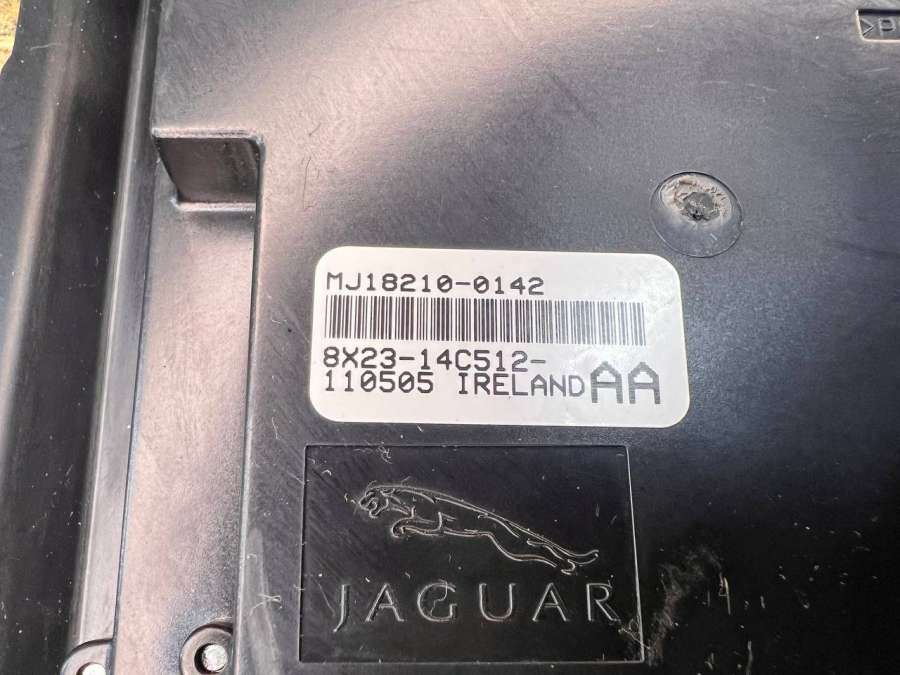 >P
MJ18210-0142
8X23-14C512-
110505 IRELAND AA
JAGUAR